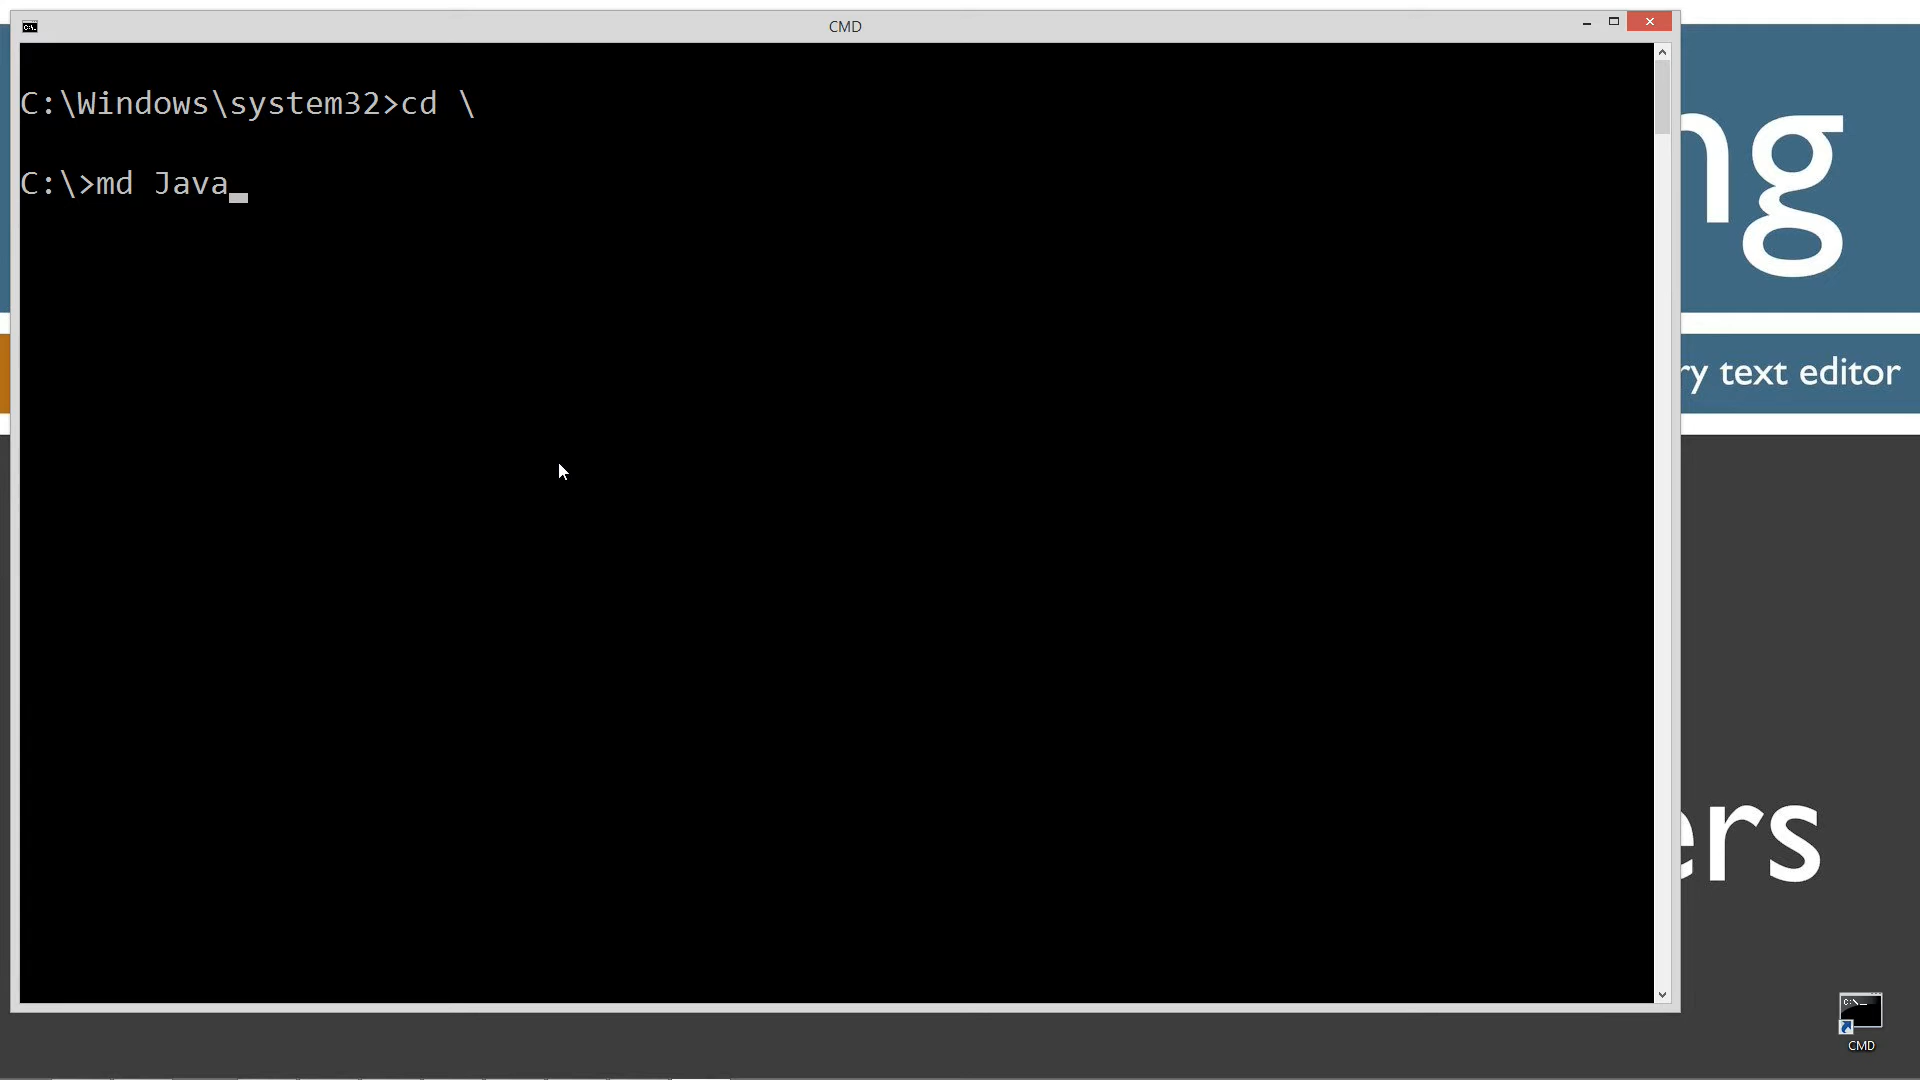 CMD
C:\Windows\system32>cd \
C:\>md Java
ng
ry text editor
ers
CMD